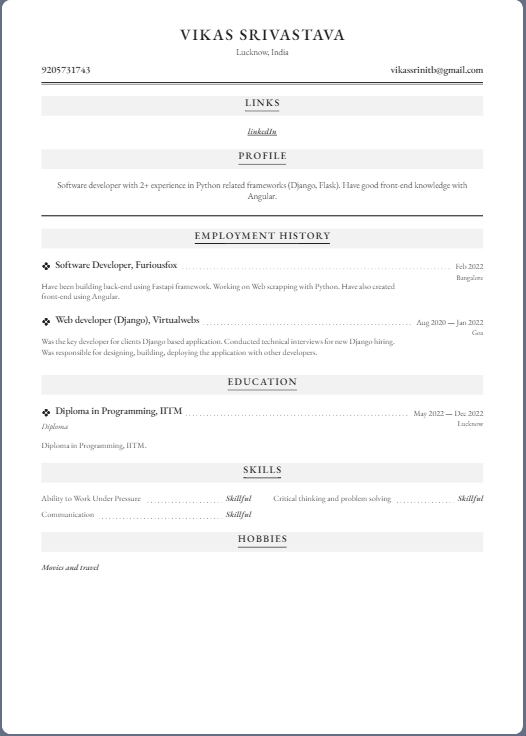 VIKAS SRIVASTAVA
Lucknow, India
9205731743 vikassrinitb@gmail.com
LINKS
linkedIn
PROFILE
Software developer with 2+ experience in Python related frameworks (Django, Flask). Have good front-end knowledge with
Angular.
EMPLOYMENT HISTORY
Software Developer, Furiousfox Feb 2022
Bangalore
Have been building back-end using Fastapi framework. Working on Web scrapping with Python. Have also created
front-end using Angular.
Web developer (Django), Virtualwebs Aug 2020 — Jan 2022
Goa
Was the key developer for clients Django based application. Conducted technical interviews for new Django hiring.
Was responsible for designing, building, deploying the application with other developers.
EDUCATION
Diploma in Programming, IITM May 2022 — Dec 2022
Diploma Lucknow
Diploma in Programming, IITM.
SKILLS
Ability to Work Under Pressure Skillful Critical thinking and problem solving Skillful
Communication Skillful
HOBBIES
Movies and travel